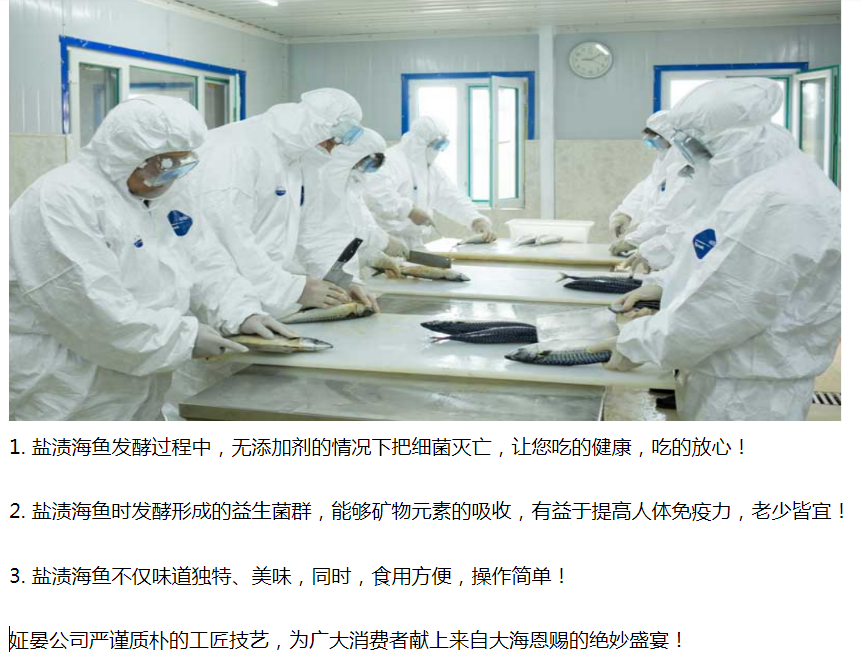 1. 盐渍海鱼发酵过程中，无添加剂的情况下把细菌灭亡，让您吃的健康，吃的放心！
2. 盐渍海鱼时发酵形成的益生菌群，能够矿物元素的吸收，有益于提高人体免疫力，老少皆宜！
3. 盐渍海鱼不仅味道独特、美味，同时，食用方便，操作简单！
姃晏公司严谨质朴的工匠技艺，为广大消费者献上来自大海恩赐的绝妙盛宴！